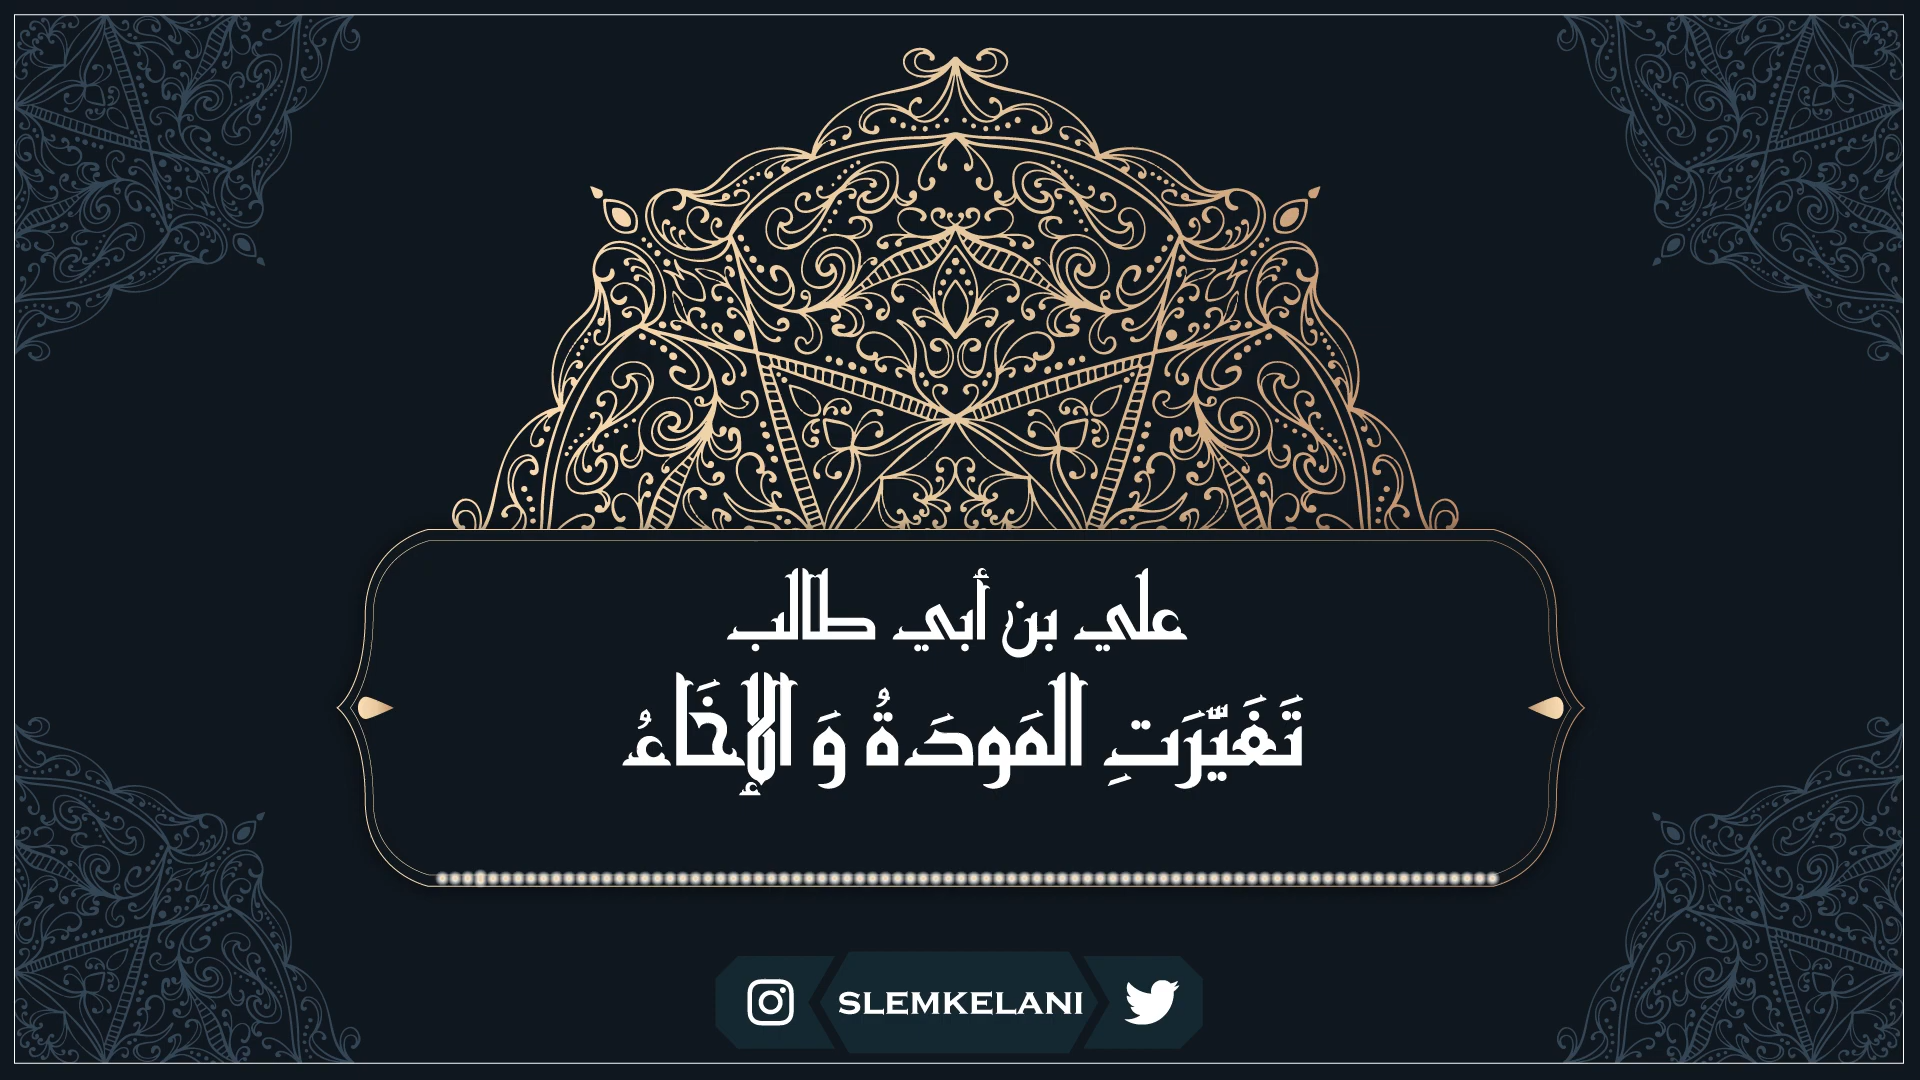 علي بن أبي طالب
تَغَيَّرَتِ المَودَةُ وَ الإِخَاءُ
SLEMKELANI